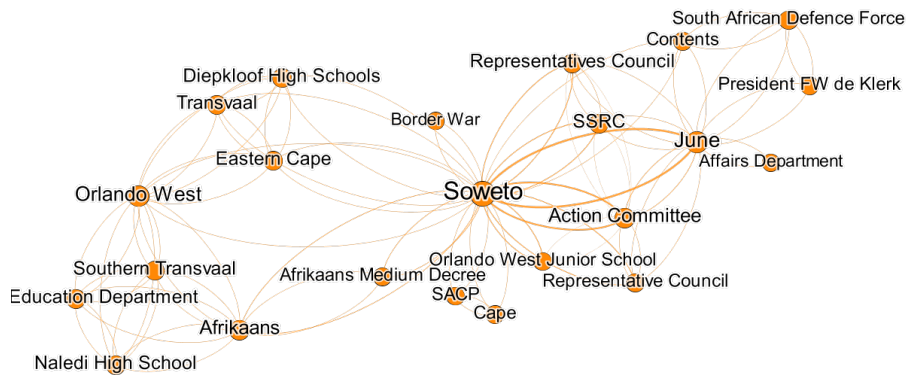 South African Defence Force
Contents
Representatives Council
Diepkloof High Schools
President FW de Klerk
Transvaal
Border War
SSRC
June
Eastern Cape
Affairs Department
Soweto
Orlando West
Action Committee
Orlando West Junior School
Southern Transvaal
Afrikaans Medium Decree
Representative Council
SACP
Education Department
Cape
Afrikaans
Naledi High School